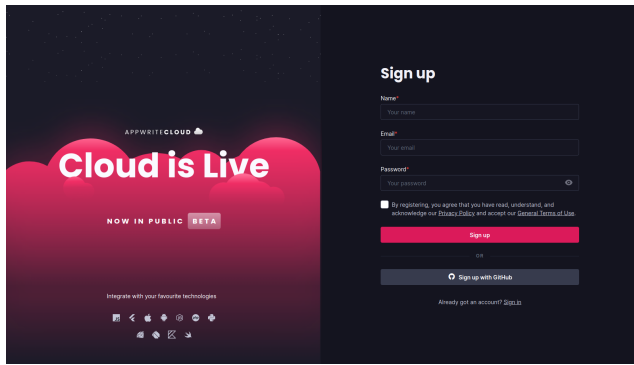 APPWRITECLOUD
Cloud is Live
NOW IN PUBLIC BETA
Integrate with your favourite technologies
Sign up
Name*
Your name
Email*
Your email
Password*
Your password
By registering, you agree that you have read, understand, and
acknowledge our Privacy Policy and accept our General Terms of Use.
Sign up
OR
Sign up with GitHub
Already got an account? Sign in